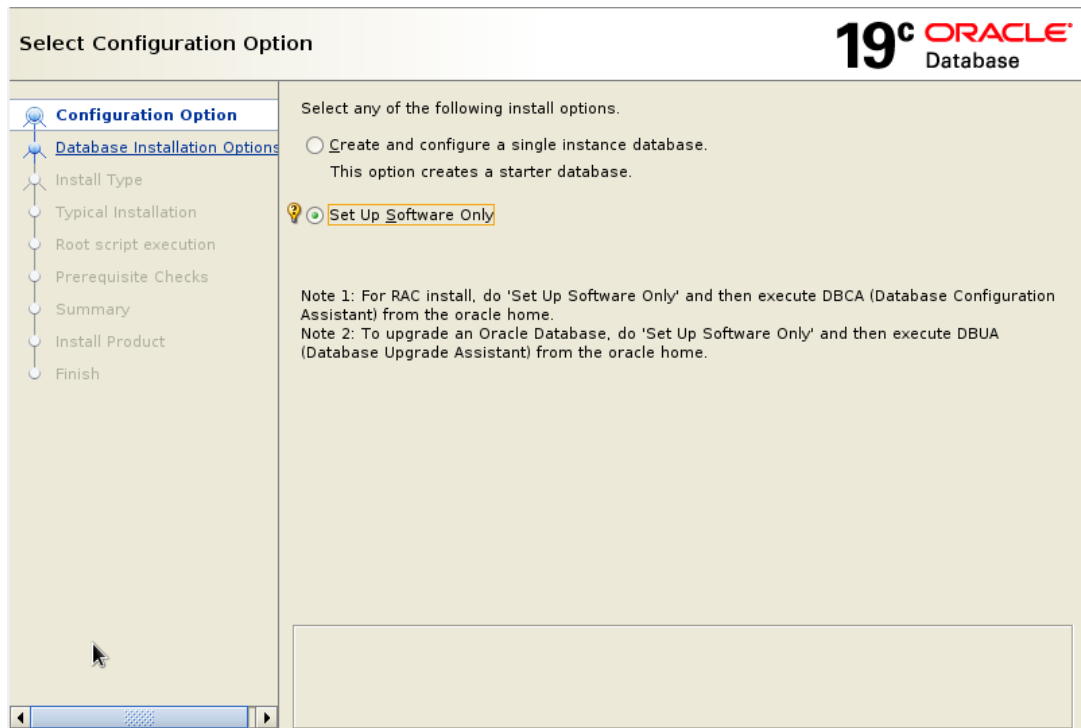 Select Configuration Option
19c ORACLE
Database
Configuration Option
Database Installation Options
Install Type
Typical Installation
Root script execution
Prerequisite Checks
Summary
Install Product
Finish
Select any of the following install options.
Create and configure a single instance database.
This option creates a starter database.
Set Up Software Only
Note 1: For RAC install, do 'Set Up Software Only' and then execute DBCA (Database Configuration
Assistant) from the oracle home.
Note 2: To upgrade an Oracle Database, do 'Set Up Software Only' and then execute DBUA
(Database Upgrade Assistant) from the oracle home.